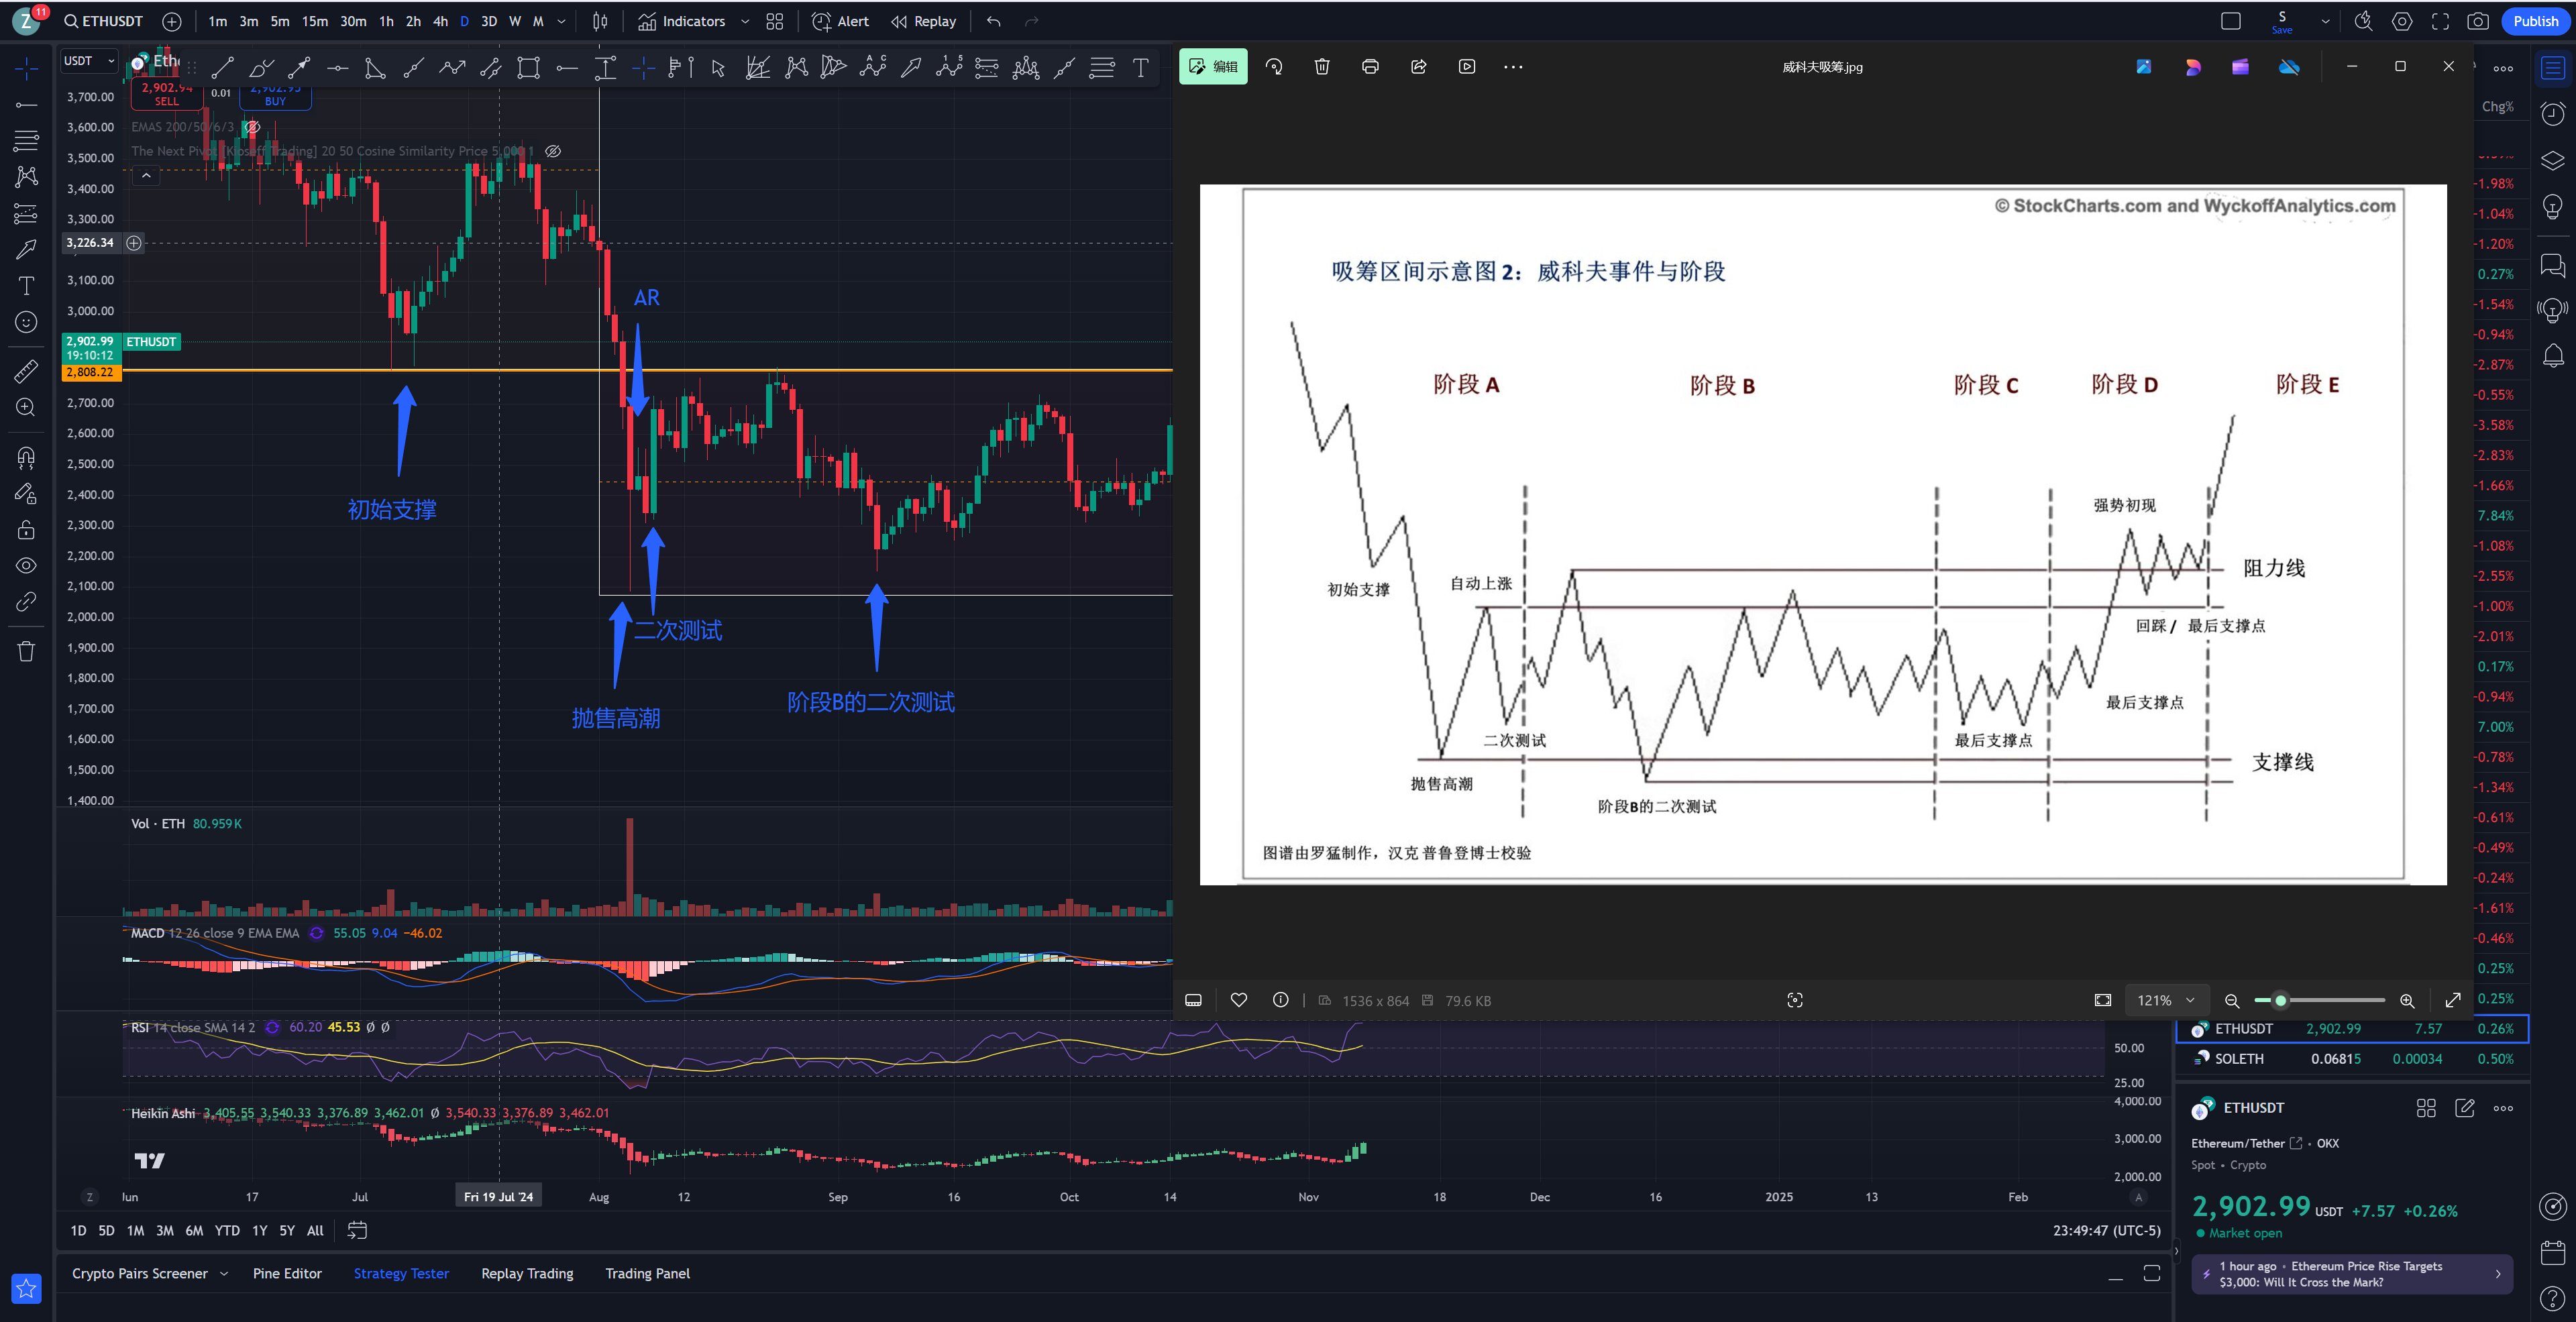 Z 11 ETHUSDT 1m 3m 5m 15m 30m 1h 2h 4h D 3D W M Indicators Alert Replay S Save Publish
USDT Eth
2,902.94 SELL 0.01 2,902.95 BUY
EMAS 200/50/6/3
The Next Pivot [Kioseff Trading] 20 50 Cosine Similarity Price
3,700.00
3,600.00
3,500.00
3,400.00
3,300.00
3,226.34
3,100.00
3,000.00
2,902.99 ETHUSDT
19:10:12
2,808.22
2,700.00
2,600.00
2,500.00
2,400.00
2,300.00
2,200.00
2,100.00
2,000.00
1,900.00
1,800.00
1,700.00
1,600.00
1,500.00
1,400.00
AR
初始支撑
二次测试
抛售高潮
阶段B的二次测试
Vol · ETH 80.959K
MACD 12 26 close 9 EMA EMA 55.05 9.04 −46.02
RSI 14 close SMA 14 2 60.20 45.53 Ø Ø
50.00
25.00
Heikin Ashi 3,405.55 3,540.33 3,376.89 3,462.01 Ø 3,540.33 3,376.89 3,462.01
4,000.00
3,000.00
2,000.00
Z Jun 17 Jul Fri 19 Jul '24 Aug 12 Sep 16 Oct 14 Nov 18 Dec 16 2025 13 Feb A
1D 5D 1M 3M 6M YTD 1Y 5Y All 23:49:47 (UTC-5)
Crypto Pairs Screener Pine Editor Strategy Tester Replay Trading Trading Panel
编辑 威科夫吸筹.jpg
© StockCharts.com and WyckoffAnalytics.com
吸筹区间示意图 2：威科夫事件与阶段
阶段 A 阶段 B 阶段 C 阶段 D 阶段 E
强势初现
阻力线
初始支撑 自动上涨
回踩 / 最后支撑点
最后支撑点
二次测试 最后支撑点
支撑线
抛售高潮
阶段B的二次测试
图谱由罗猛制作，汉克 普鲁登博士校验
1536 x 864 79.6 KB 121%
Chg%
-1.98%
-1.04%
-1.20%
0.27%
-1.54%
-0.94%
-2.87%
-0.55%
-3.58%
-2.83%
-1.66%
7.84%
-1.08%
-2.55%
-1.00%
-2.01%
0.17%
-0.94%
7.00%
-0.78%
-1.34%
-0.61%
-0.49%
-0.24%
-1.61%
-0.46%
0.25%
0.25%
ETHUSDT 2,902.99 7.57 0.26%
SOLETH 0.06815 0.00034 0.50%
ETHUSDT
Ethereum/Tether · OKX
Spot • Crypto
2,902.99 USDT +7.57 +0.26%
Market open
1 hour ago • Ethereum Price Rise Targets
$3,000: Will It Cross the Mark?